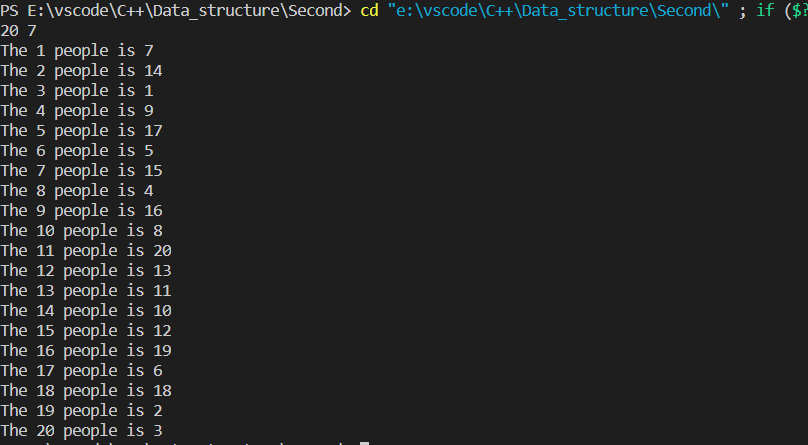 PS E:\vscode\C++\Data_structure\Second> cd "e:\vscode\C++\Data_structure\Second\" ; if ($?
20 7
The 1 people is 7
The 2 people is 14
The 3 people is 1
The 4 people is 9
The 5 people is 17
The 6 people is 5
The 7 people is 15
The 8 people is 4
The 9 people is 16
The 10 people is 8
The 11 people is 20
The 12 people is 13
The 13 people is 11
The 14 people is 10
The 15 people is 12
The 16 people is 19
The 17 people is 6
The 18 people is 18
The 19 people is 2
The 20 people is 3